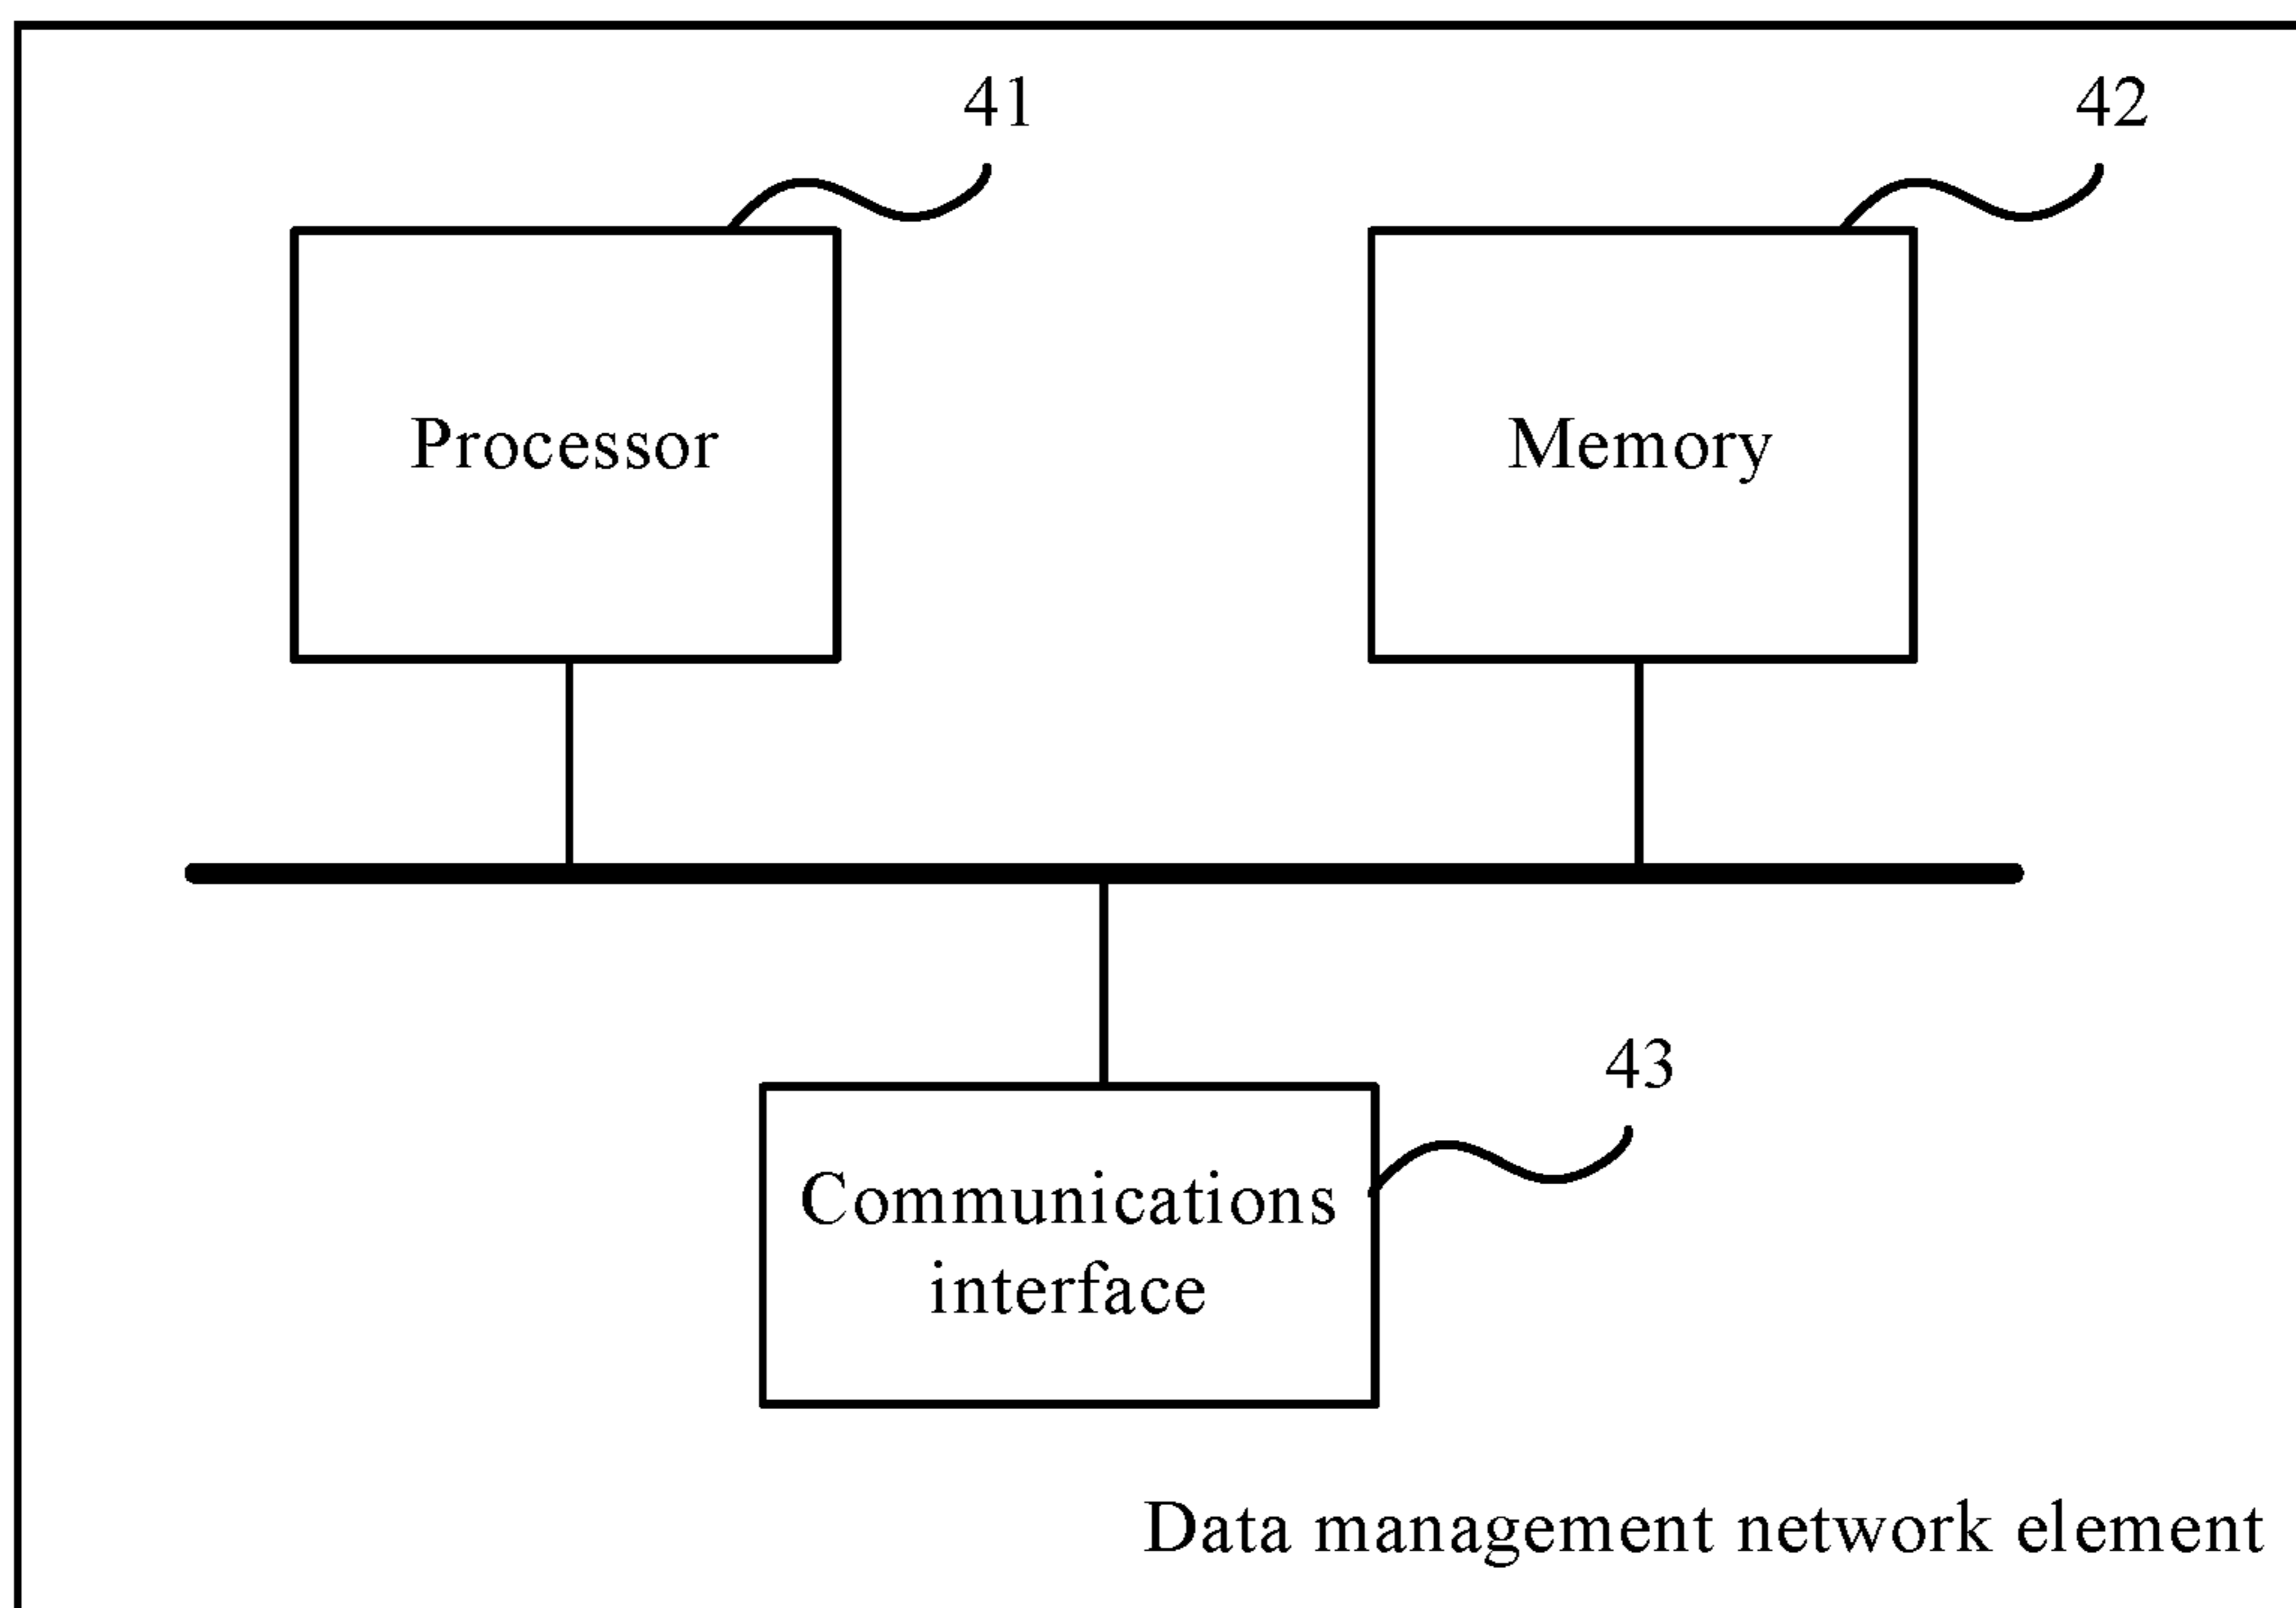 41
42
Processor
Memory
43
Communications
interface
Data management network element